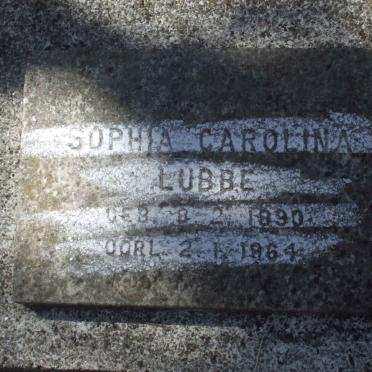 SOPHIA CAROLINA
LUBBE
GEB. 8. 2. 1890.
OORL. 2. 1. 1964.